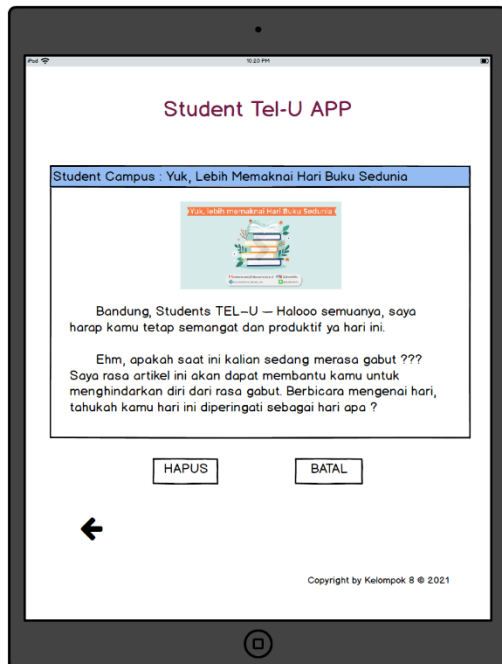 iPod
10:20 PM
Student Tel-U APP
Student Campus : Yuk, Lebih Memaknai Hari Buku Sedunia
Yuk, lebih memaknai Hari Buku Sedunia
Bandung, Students TEL-U — Halooo semuanya, saya
harap kamu tetap semangat dan produktif ya hari ini.
Ehm, apakah saat ini kalian sedang merasa gabut ???
Saya rasa artikel ini akan dapat membantu kamu untuk
menghindarkan diri dari rasa gabut. Berbicara mengenai hari,
tahukah kamu hari ini diperingati sebagai hari apa ?
HAPUS
BATAL
Copyright by Kelompok 8 © 2021